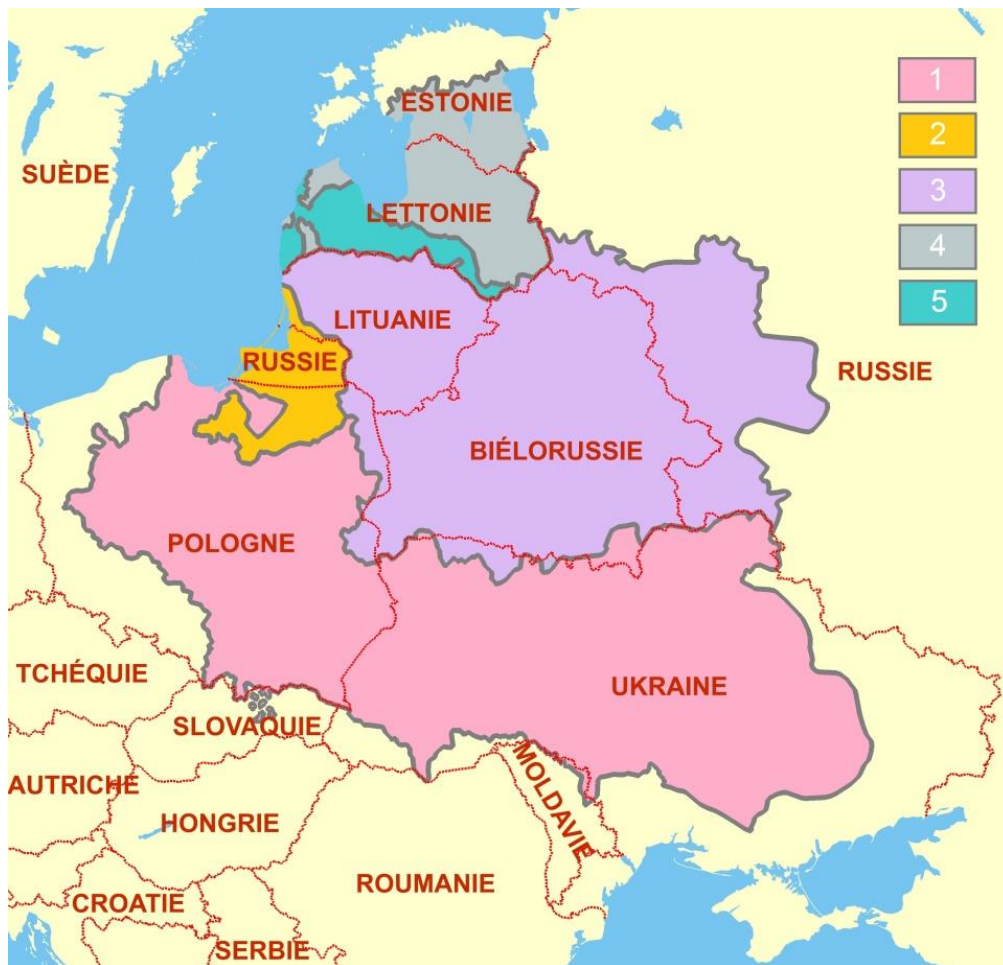 1
ESTONIE
2
SUÈDE
3
LETTONIE
4
5
LITUANIE
RUSSIE
RUSSIE
BIÉLORUSSIE
POLOGNE
TCHÉQUIE
UKRAINE
SLOVAQUIE
MOLDAVIE
AUTRICHE
HONGRIE
ROUMANIE
CROATIE
SERBIE